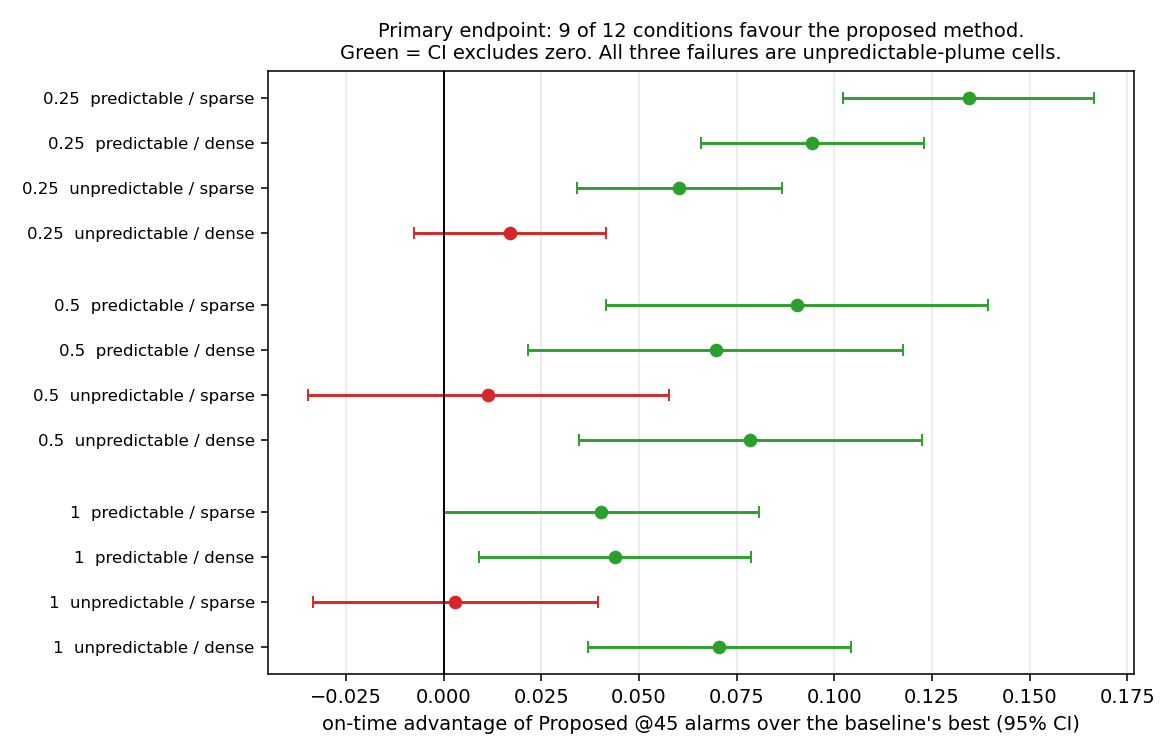 Primary endpoint: 9 of 12 conditions favour the proposed method.
Green = CI excludes zero. All three failures are unpredictable-plume cells.
0.25  predictable / sparse
0.25  predictable / dense
0.25  unpredictable / sparse
0.25  unpredictable / dense
0.5  predictable / sparse
0.5  predictable / dense
0.5  unpredictable / sparse
0.5  unpredictable / dense
1  predictable / sparse
1  predictable / dense
1  unpredictable / sparse
1  unpredictable / dense
−0.025 0.000 0.025 0.050 0.075 0.100 0.125 0.150 0.175
on-time advantage of Proposed @45 alarms over the baseline's best (95% CI)